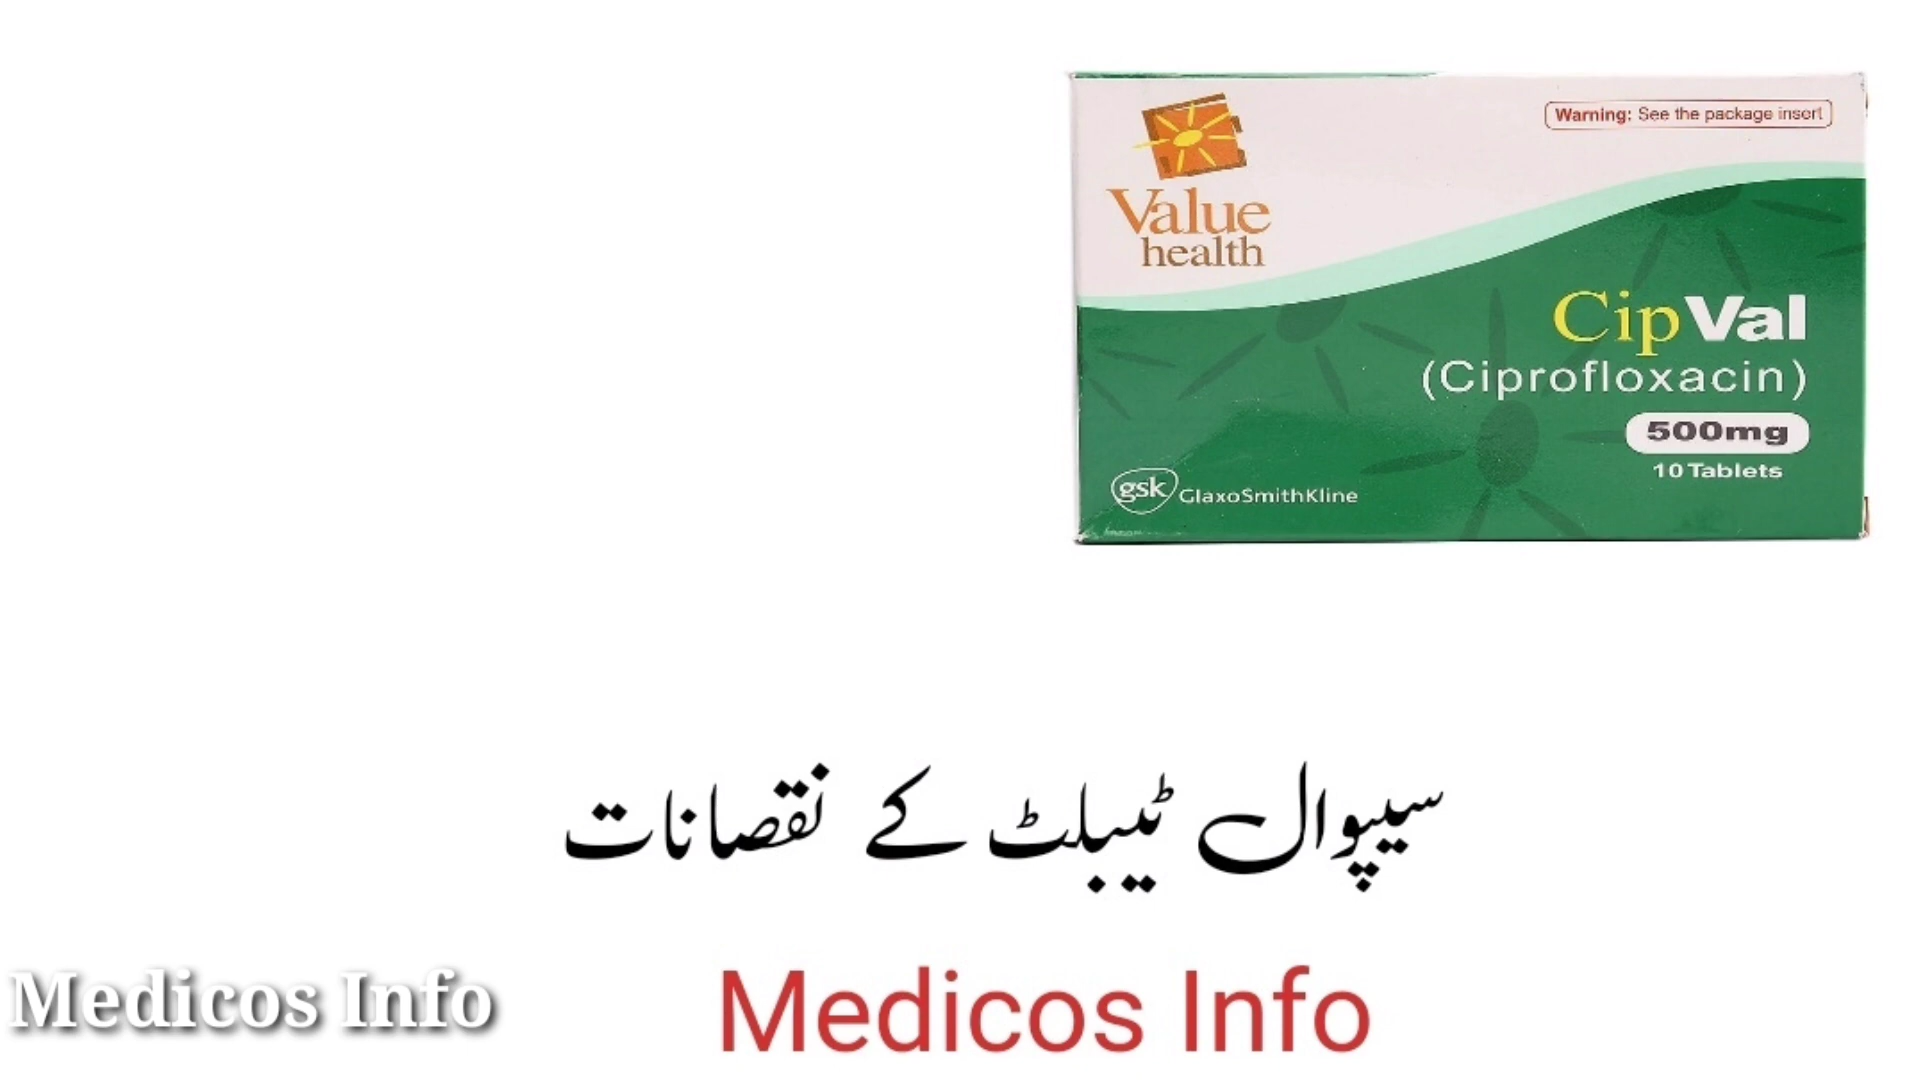 Warning: See the package insert
Value
health
CipVal
(Ciprofloxacin)
500mg
10 Tablets
gsk GlaxoSmithKline
سیپوال ٹیبلٹ کے نقصانات
Medicos Info
Medicos Info